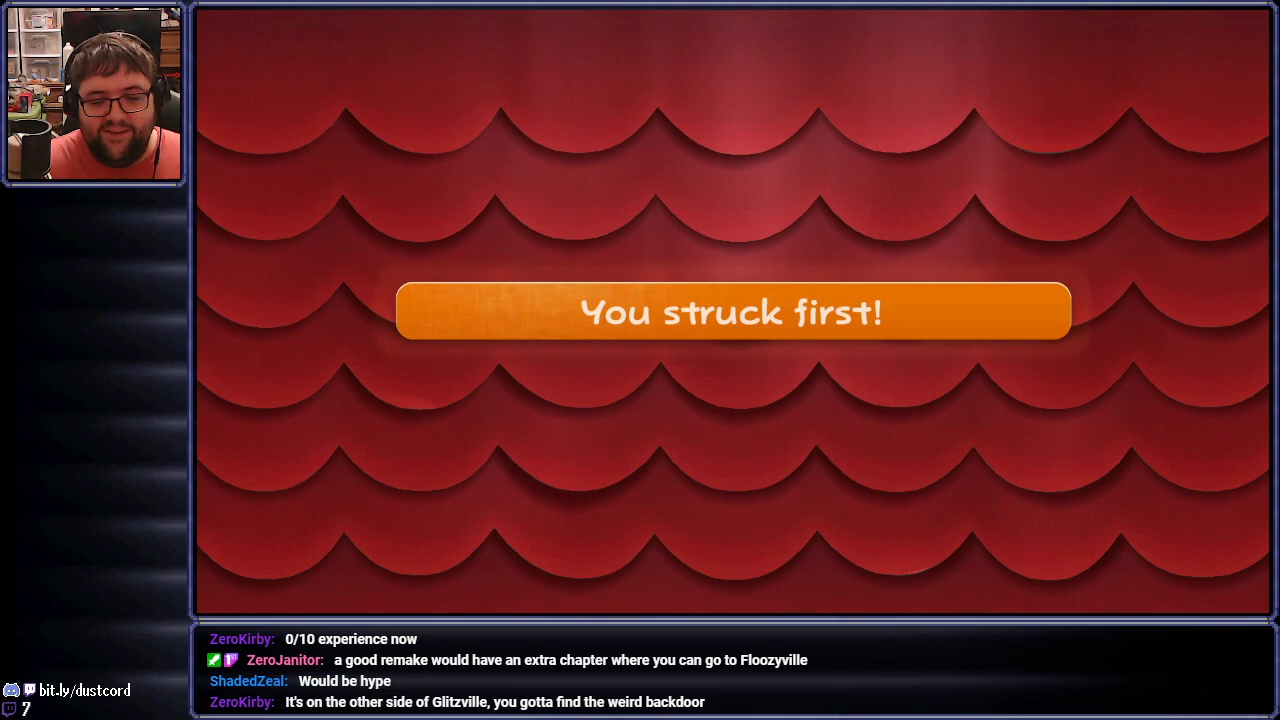 You struck first!
ZeroKirby: 0/10 experience now
1ST ZeroJanitor: a good remake would have an extra chapter where you can go to Floozyville
ShadedZeal: Would be hype
ZeroKirby: It's on the other side of Glitzville, you gotta find the weird backdoor
bit.ly/dustcord
7